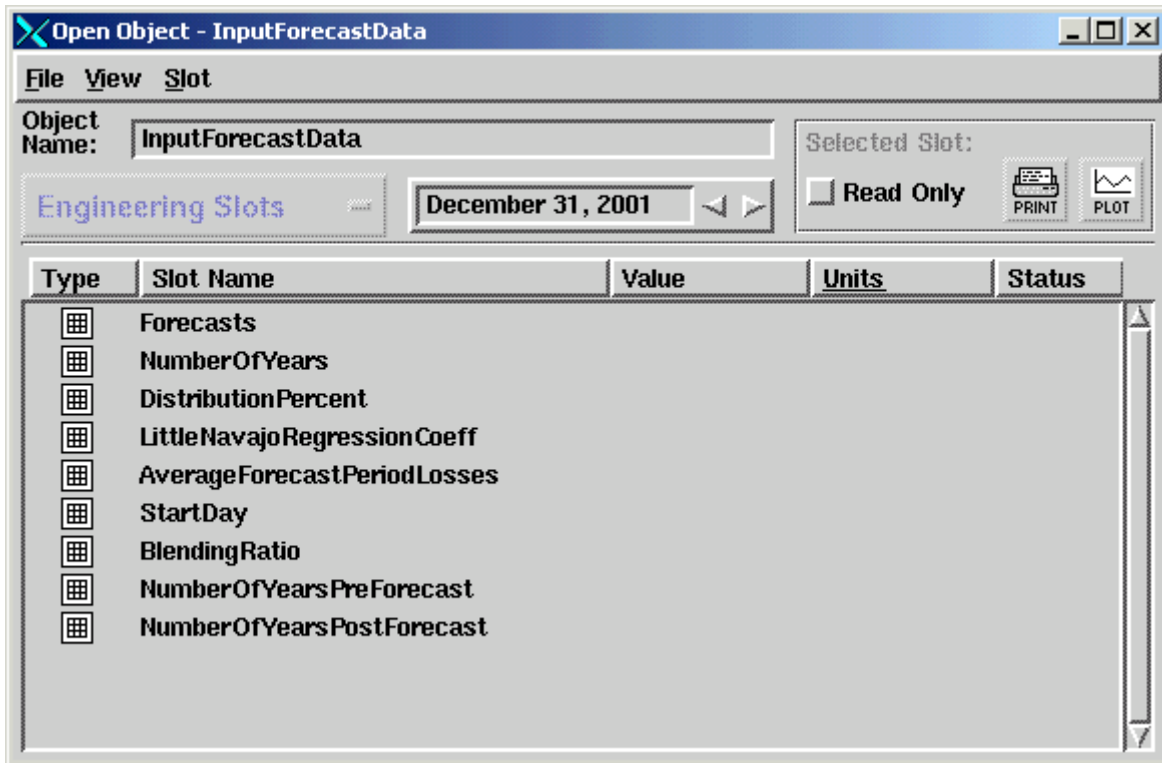 Open Object - InputForecastData
File View Slot
Object Name: InputForecastData
Selected Slot:
Engineering Slots December 31, 2001 Read Only PRINT PLOT
Type Slot Name Value Units Status
Forecasts
NumberOfYears
DistributionPercent
LittleNavajoRegressionCoeff
AverageForecastPeriodLosses
StartDay
BlendingRatio
NumberOfYearsPreForecast
NumberOfYearsPostForecast